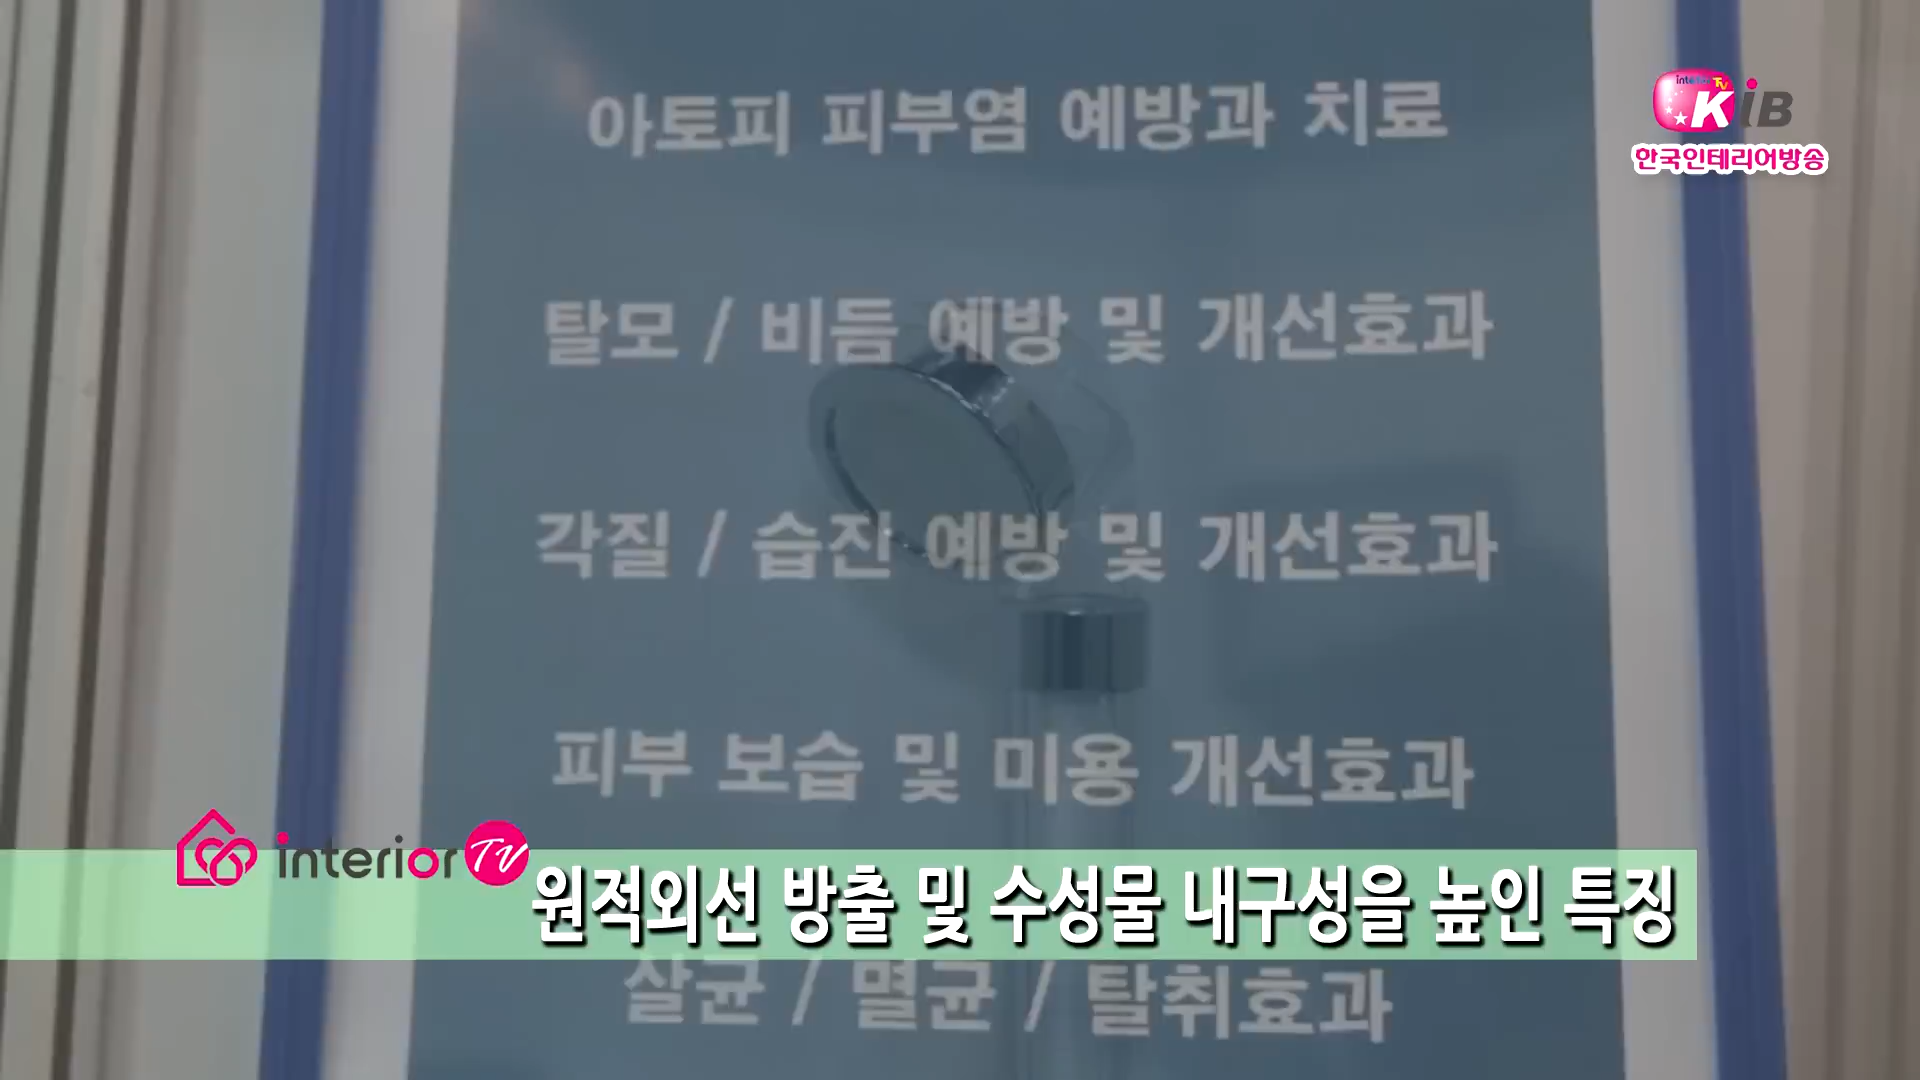 아토피 피부염 예방과 치료
interior TV
KiB
한국인테리어방송
탈모 / 비듬 예방 및 개선효과
각질 / 습진 예방 및 개선효과
피부 보습 및 미용 개선효과
interior TV
원적외선 방출 및 수성물 내구성을 높인 특징
살균 / 멸균 / 탈취효과